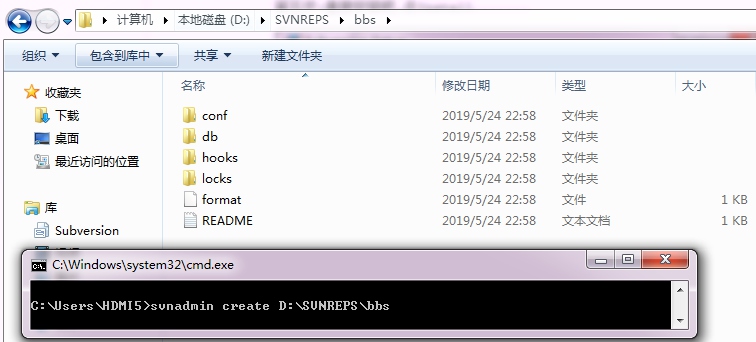 计算机 本地磁盘 (D:) SVNREPS bbs
组织 包含到库中 共享 新建文件夹
名称 修改日期 类型 大小
收藏夹
下载
桌面
最近访问的位置
库
Subversion
conf 2019/5/24 22:58 文件夹
db 2019/5/24 22:58 文件夹
hooks 2019/5/24 22:58 文件夹
locks 2019/5/24 22:58 文件夹
format 2019/5/24 22:58 文件 1 KB
README 2019/5/24 22:58 文本文档 1 KB
C:\Windows\system32\cmd.exe
C:\Users\HDMI5>svnadmin create D:\SVNREPS\bbs